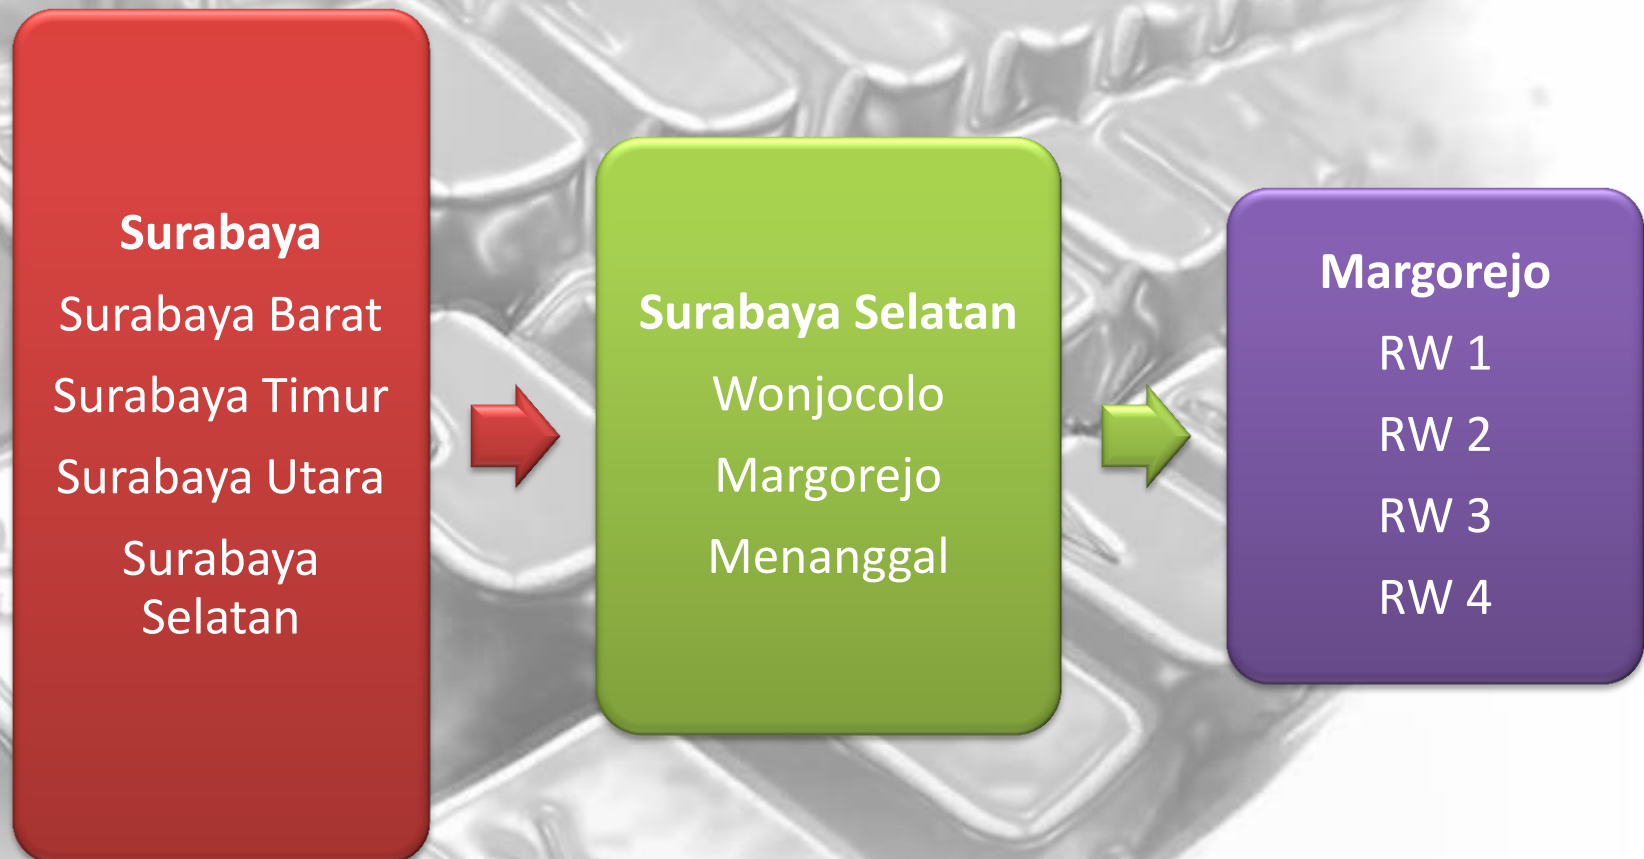 Surabaya
Surabaya Barat
Surabaya Timur
Surabaya Utara
Surabaya
Selatan
Surabaya Selatan
Wonjocolo
Margorejo
Menanggal
Margorejo
RW 1
RW 2
RW 3
RW 4